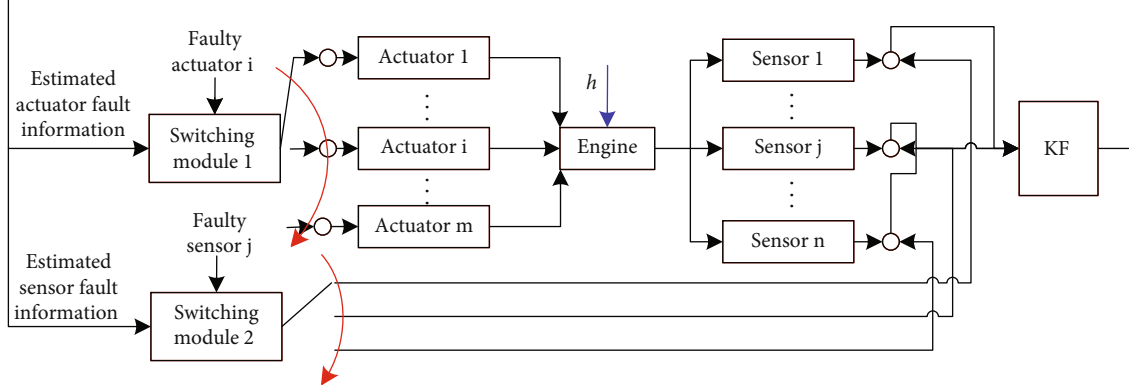 Faulty
actuator i
Estimated
actuator fault
information
Switching
module 1
Actuator 1
Actuator i
Actuator m
h
Engine
Sensor 1
Sensor j
Sensor n
KF
Faulty
sensor j
Estimated
sensor fault
information
Switching
module 2